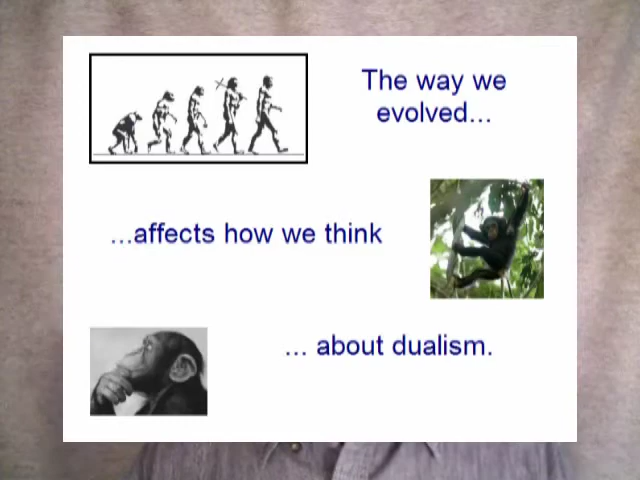 The way we
evolved...
...affects how we think
... about dualism.